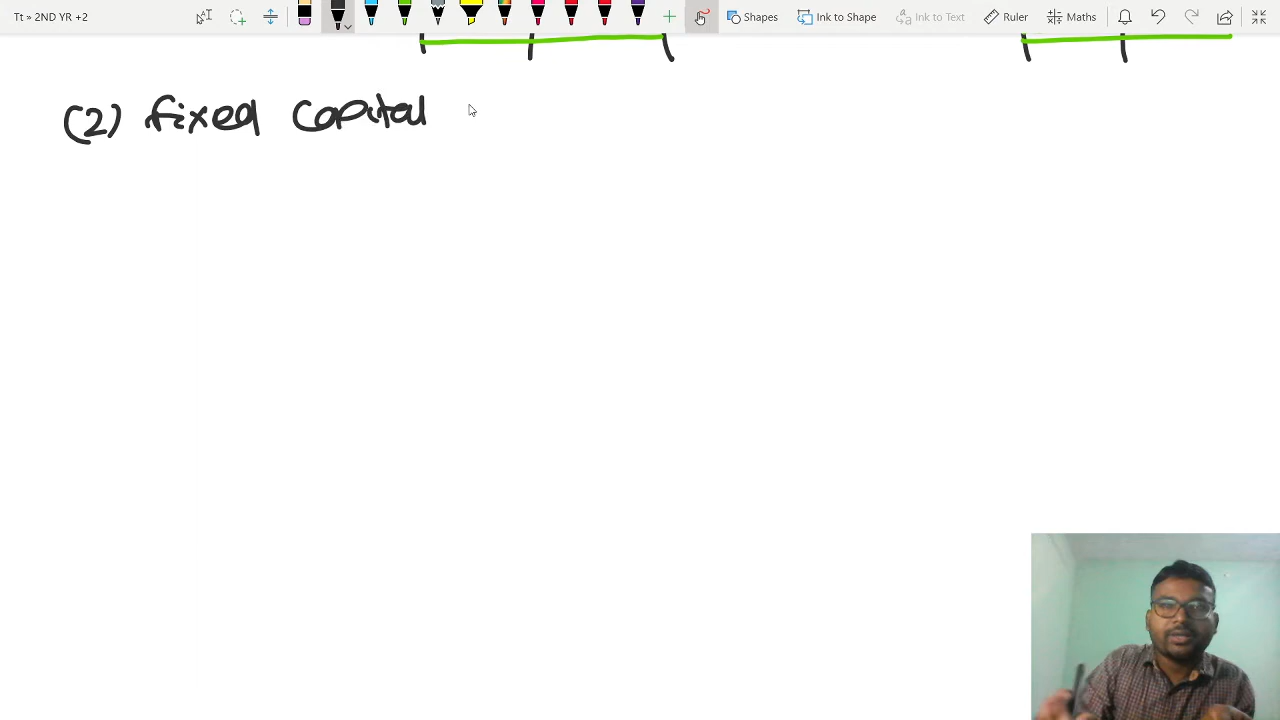 Tt » 2ND YR +2
Shapes
Ink to Shape
Ink to Text
Ruler
Maths
(2) fixed capital